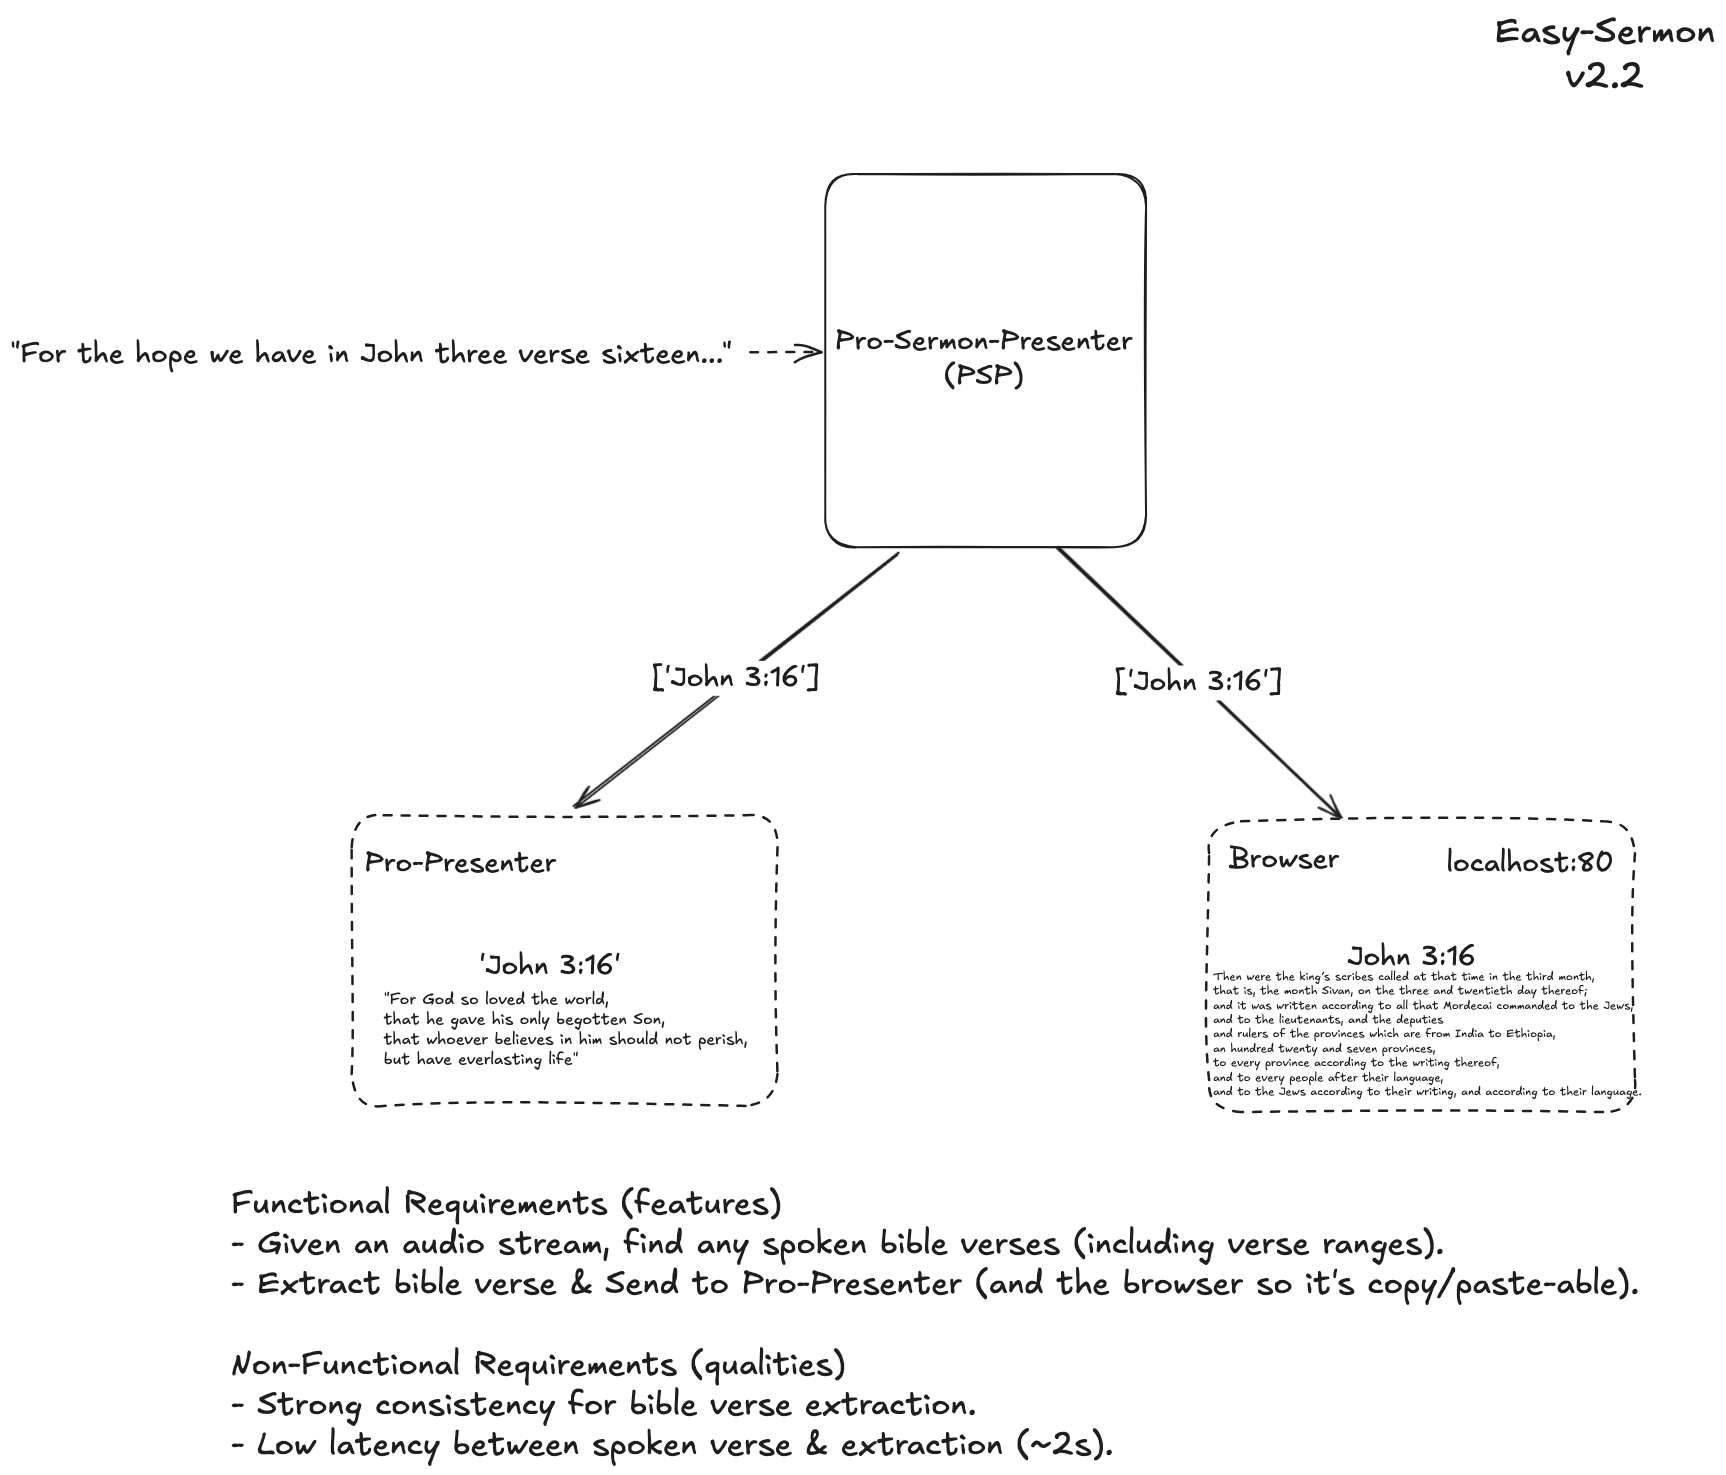 Easy-Sermon
v2.2
"For the hope we have in John three verse sixteen..."
Pro-Sermon-Presenter
(PSP)
['John 3:16']
['John 3:16']
Pro-Presenter
'John 3:16'
"For God so loved the world,
that he gave his only begotten Son,
that whoever believes in him should not perish,
but have everlasting life"
Browser
localhost:80
John 3:16
Then were the king's scribes called at that time in the third month,
that is, the month Sivan, on the three and twentieth day thereof;
and it was written according to all that Mordecai commanded to the Jews,
and to the lieutenants, and the deputies
and rulers of the provinces which are from India to Ethiopia,
an hundred twenty and seven provinces,
to every province according to the writing thereof,
and to every people after their language,
and to the Jews according to their writing, and according to their language.
Functional Requirements (features)
- Given an audio stream, find any spoken bible verses (including verse ranges).
- Extract bible verse & Send to Pro-Presenter (and the browser so it's copy/paste-able).
Non-Functional Requirements (qualities)
- Strong consistency for bible verse extraction.
- Low latency between spoken verse & extraction (~2s).